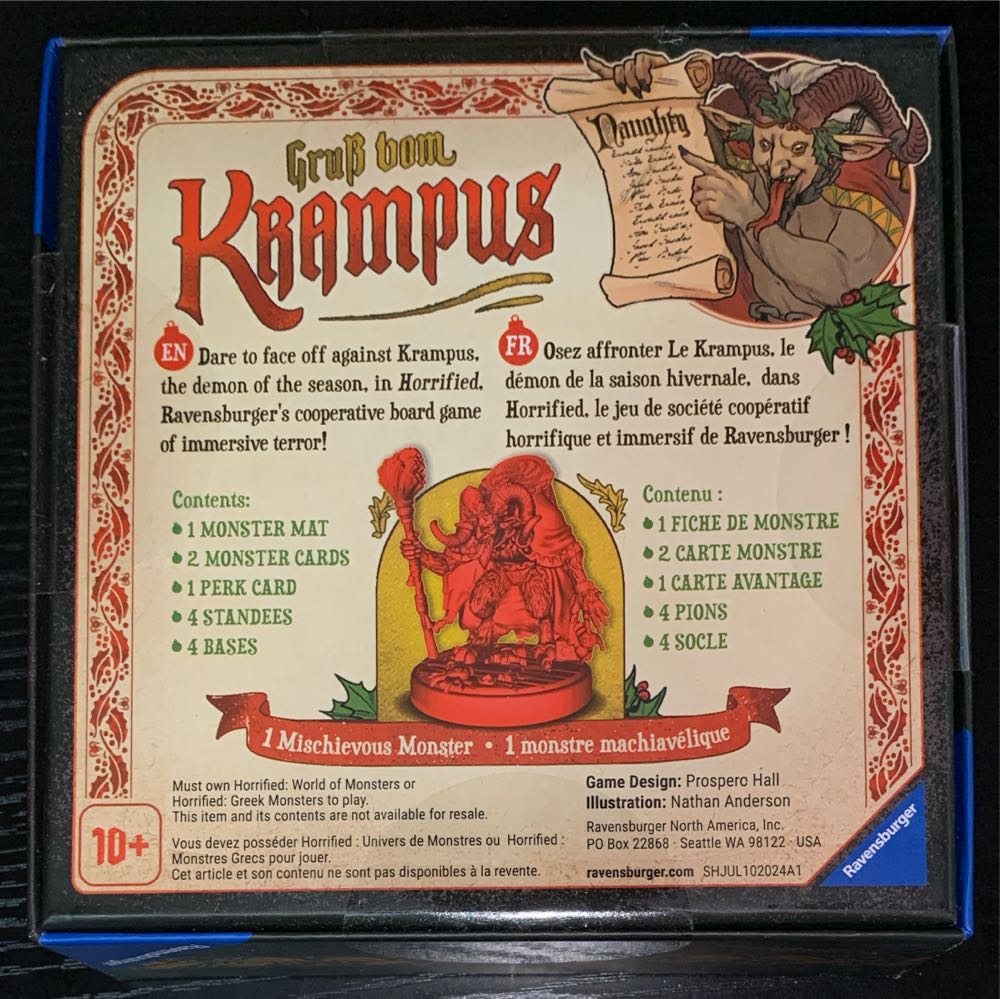 Gruß vom
Krampus
Naughty
EN Dare to face off against Krampus,
the demon of the season, in Horrified,
Ravensburger's cooperative board game
of immersive terror!
FR Osez affronter Le Krampus, le
démon de la saison hivernale, dans
Horrified, le jeu de société coopératif
horrifique et immersif de Ravensburger !
Contents:
1 MONSTER MAT
2 MONSTER CARDS
1 PERK CARD
4 STANDEES
4 BASES
Contenu :
1 FICHE DE MONSTRE
2 CARTE MONSTRE
1 CARTE AVANTAGE
4 PIONS
4 SOCLE
1 Mischievous Monster • 1 monstre machiavélique
10+
Must own Horrified: World of Monsters or
Horrified: Greek Monsters to play.
This item and its contents are not available for resale.
Vous devez posséder Horrified : Univers de Monstres ou Horrified :
Monstres Grecs pour jouer.
Cet article et son contenu ne sont pas disponibles à la revente.
Game Design: Prospero Hall
Illustration: Nathan Anderson
Ravensburger North America, Inc.
PO Box 22868 · Seattle WA 98122 · USA
ravensburger.com SHJUL102024A1
Ravensburger
Ravensburger